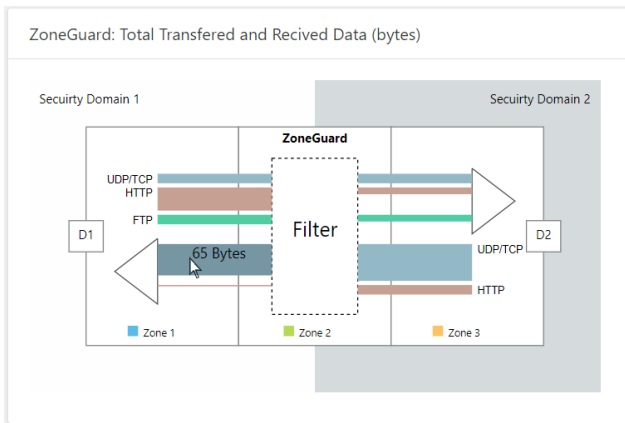 ZoneGuard: Total Transfered and Recived Data (bytes)
Secuirty Domain 1
Secuirty Domain 2
ZoneGuard
UDP/TCP
HTTP
FTP
Filter
D1
D2
65 Bytes
UDP/TCP
HTTP
Zone 1
Zone 2
Zone 3